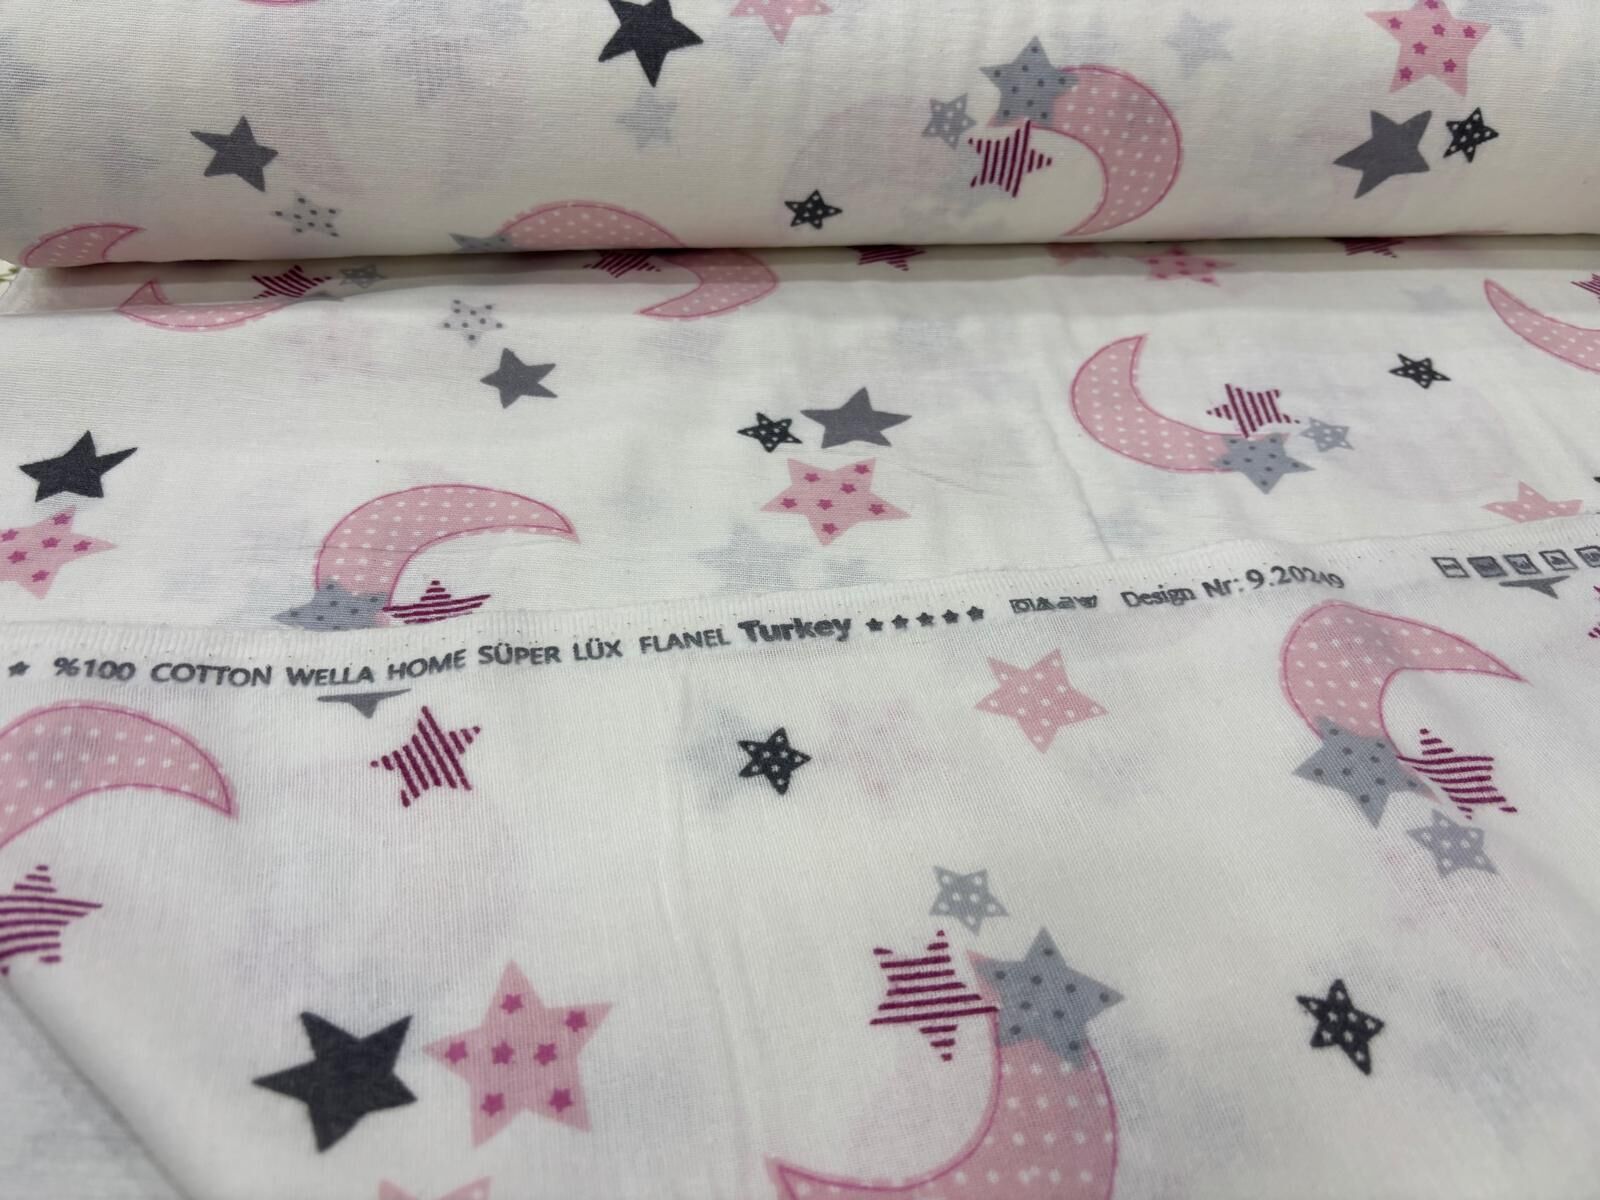 ★ %100 COTTON WELLA HOME SÜPER LÜX FLANEL Turkey ★★★★★ Design Nr: 9.20249